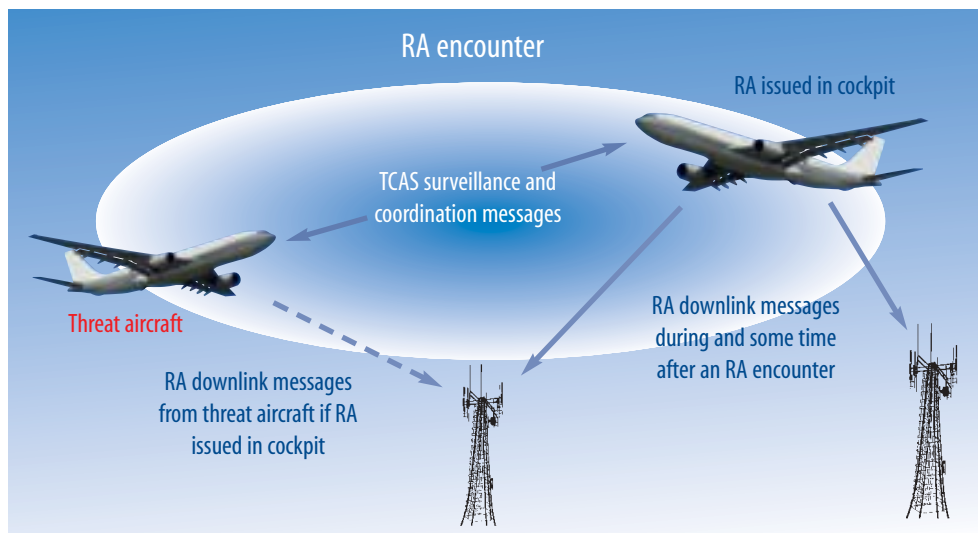 RA encounter
RA issued in cockpit
TCAS surveillance and
coordination messages
Threat aircraft
RA downlink messages
from threat aircraft if RA
issued in cockpit
RA downlink messages
during and some time
after an RA encounter